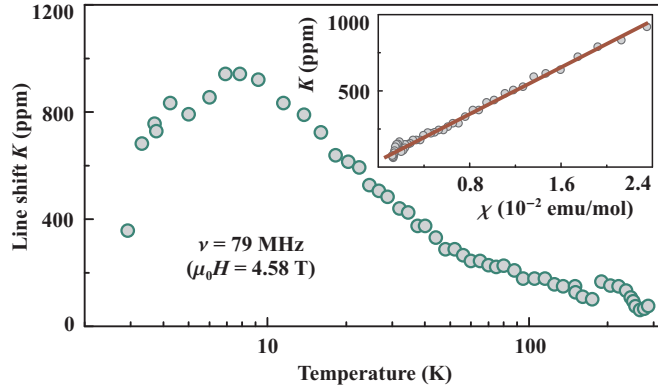 1200
800
400
0
Line shift K (ppm)
10
100
Temperature (K)
ν = 79 MHz
(μ₀H = 4.58 T)
1000
500
K (ppm)
0.8
1.6
2.4
χ (10⁻² emu/mol)